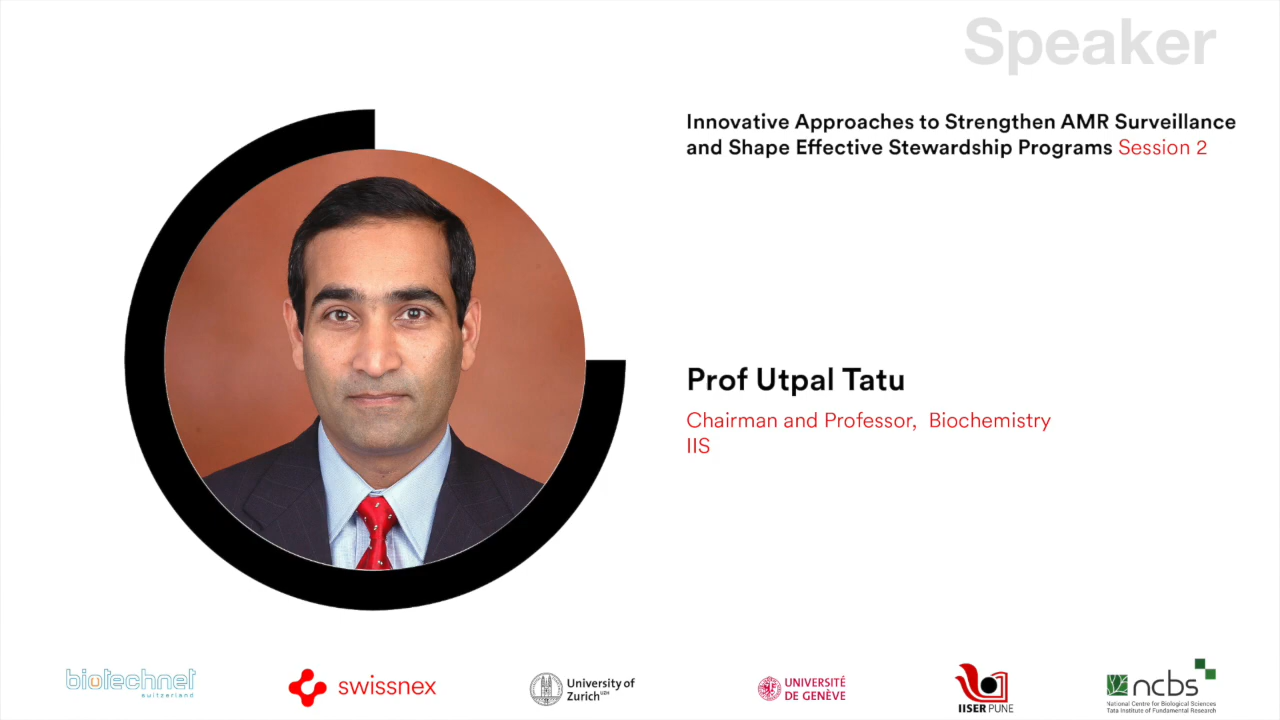 Speaker
Innovative Approaches to Strengthen AMR Surveillance
and Shape Effective Stewardship Programs Session 2
Prof Utpal Tatu
Chairman and Professor, Biochemistry
IIS
biotechnet
switzerland
swissnex
University of
Zurich UZH
UNIVERSITÉ
DE GENÈVE
IISER PUNE
ncbs
National Centre for Biological Sciences
Tata Institute of Fundamental Research